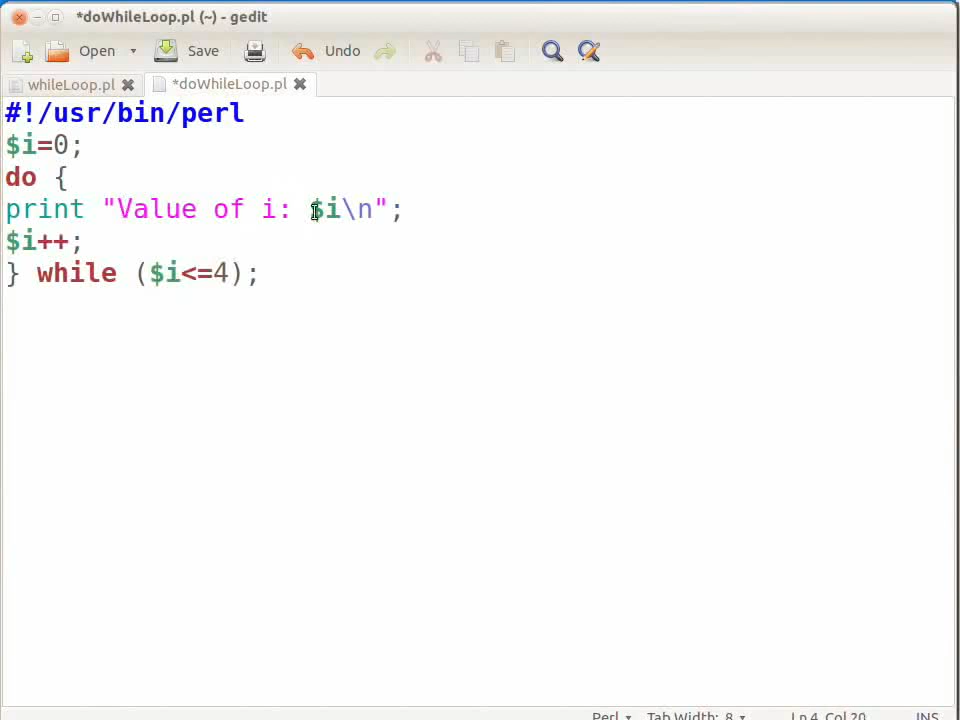 *doWhileLoop.pl (~) - gedit
Open Save Undo
whileLoop.pl *doWhileLoop.pl
#!/usr/bin/perl
$i=0;
do {
print "Value of i: $i\n";
$i++;
} while ($i<=4);
Perl Tab Width: 8 Ln 4, Col 20 INS